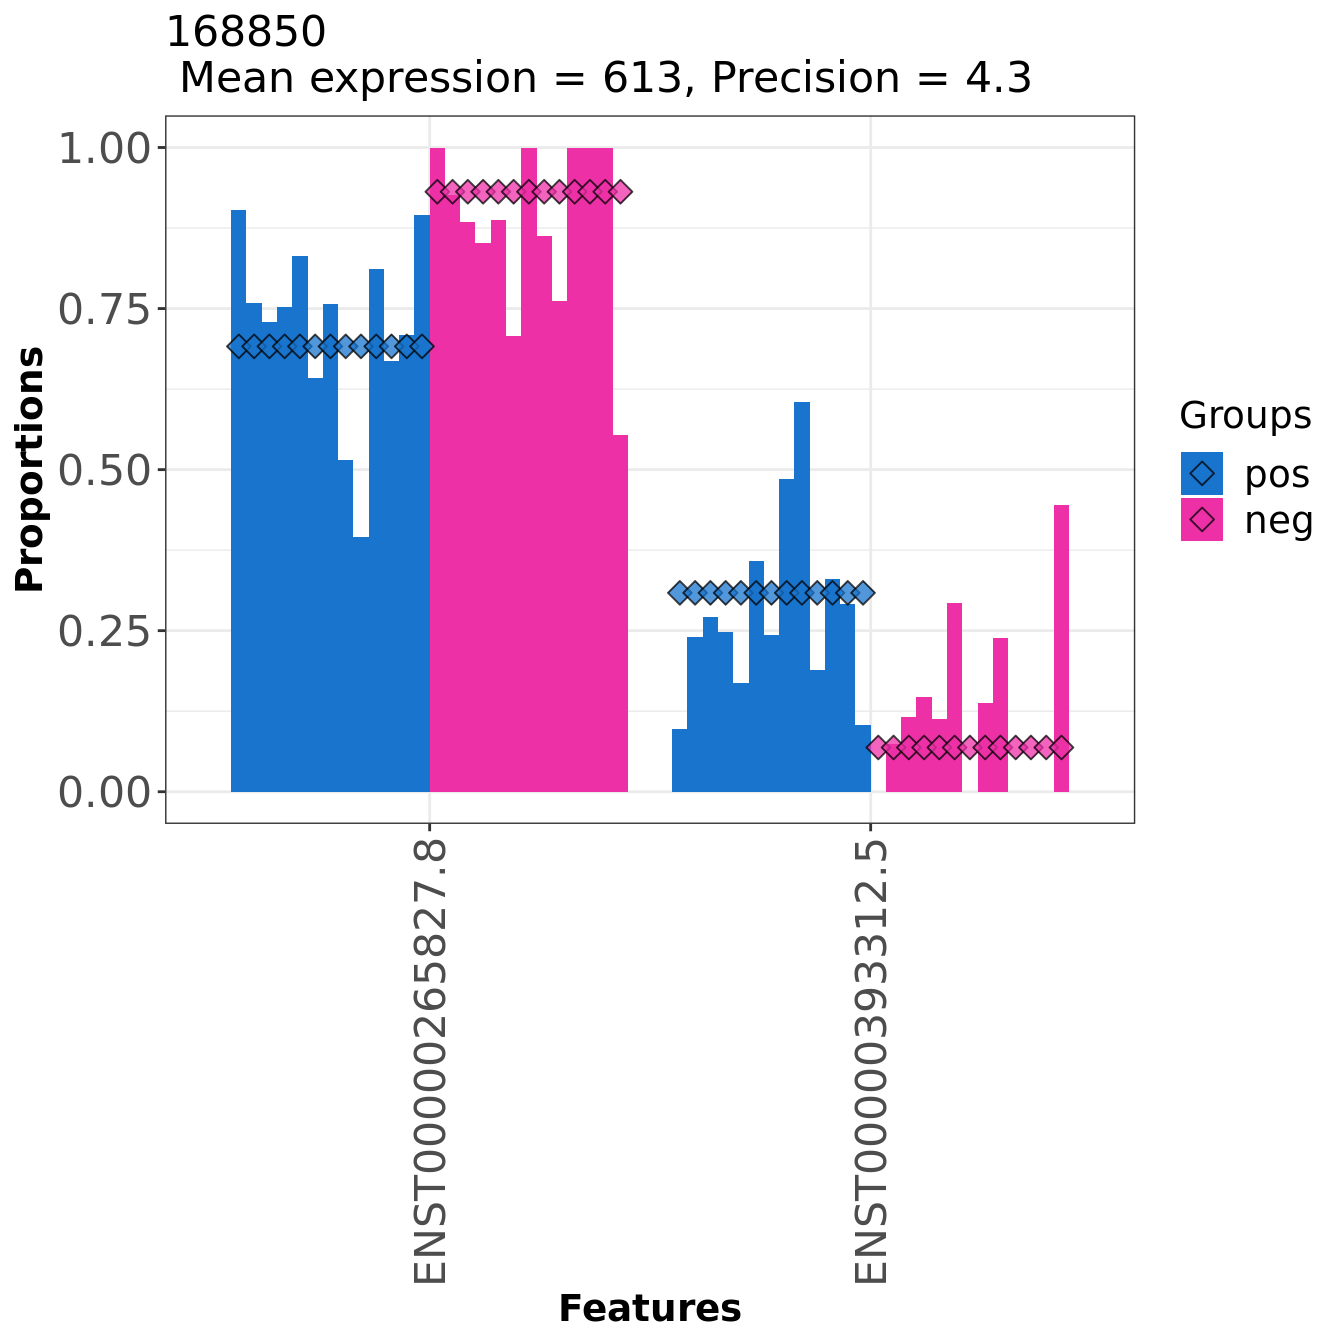 168850
Mean expression = 613, Precision = 4.3
1.00
0.75
0.50
0.25
0.00
Proportions
ENST00000265827.8
ENST00000393312.5
Features
Groups
pos
neg